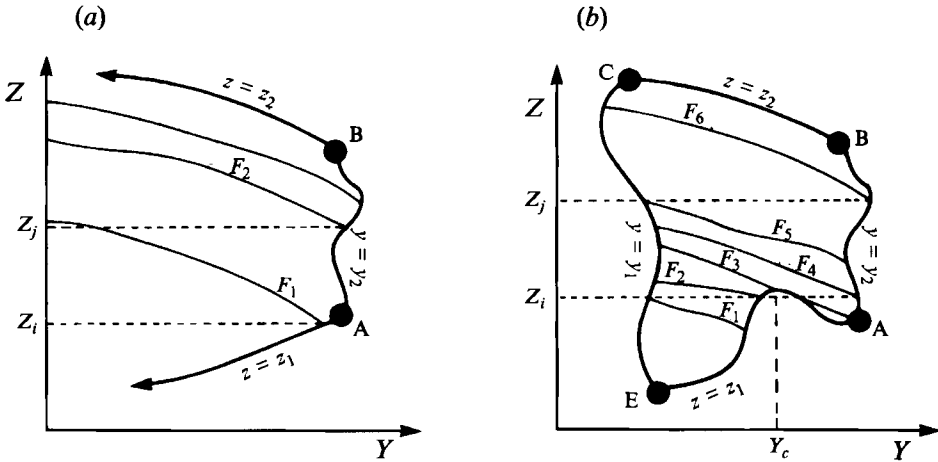 (a)
Z
z = z₂
B
F₂
Zⱼ
y = y₂
F₁
Zᵢ
A
z = z₁
Y
(b)
C
Z
z = z₂
F₆
B
Zⱼ
y = y₁
F₅
y = y₂
F₄
F₃
F₂
Zᵢ
F₁
A
E
z = z₁
Y_c
Y